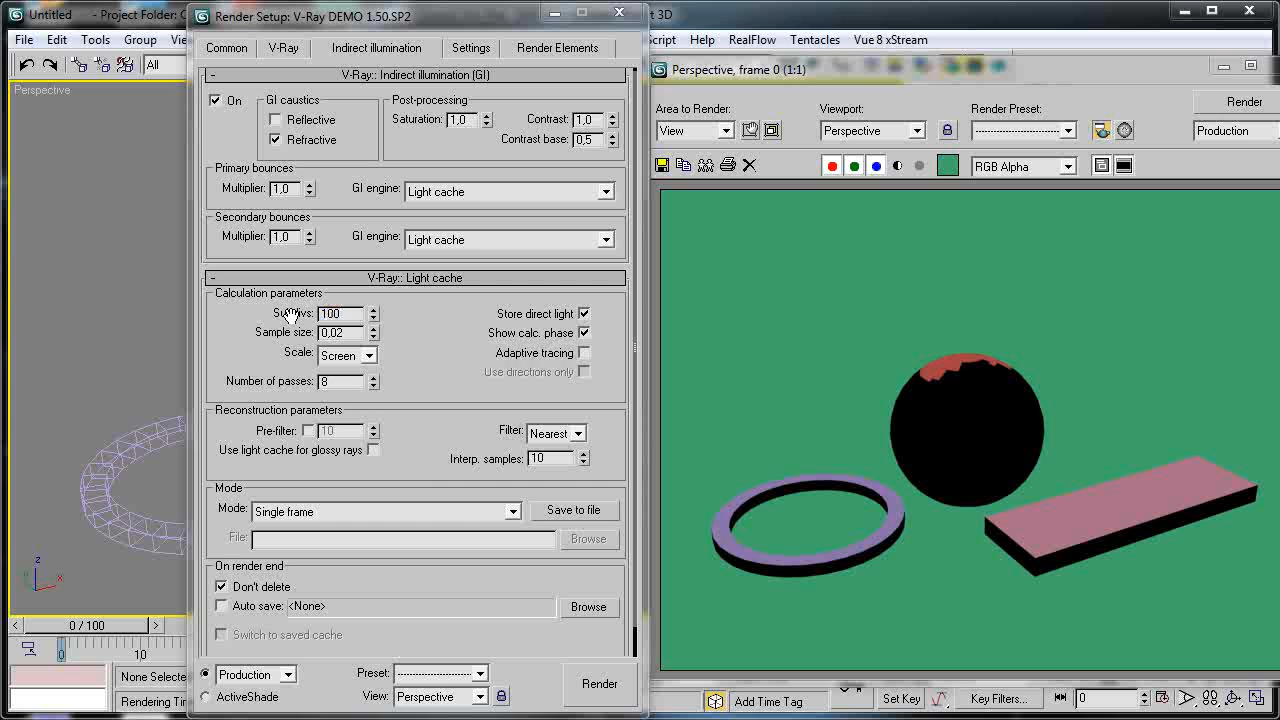 Untitled - Project Folder: C:
Render Setup: V-Ray DEMO 1.50.SP2
t 3D
File Edit Tools G
cript Help RealFlow Tentacles Vue 8 xStream
All
Common V-Ray Indirect illumination Settings Render Elements
Perspective
- V-Ray:: Indirect illumination (GI)
On
GI caustics
Reflective
Refractive
Post-processing
Saturation: 1,0 Contrast: 1,0
Contrast base: 0,5
Primary bounces
Multiplier: 1,0 GI engine: Light cache
Secondary bounces
Multiplier: 1,0 GI engine: Light cache
- V-Ray:: Light cache
Calculation parameters
100 Store direct light
Sample size: 0,02 Show calc. phase
Scale: Screen Adaptive tracing
Use directions only
Number of passes: 8
Reconstruction parameters
Pre-filter: 10 Filter: Nearest
Use light cache for glossy rays
Interp. samples: 10
Mode
Mode: Single frame Save to file
File: Browse
On render end
Don't delete
Auto save: <None> Browse
Switch to saved cache
Production Preset: --------------------
ActiveShade View: Perspective
Render
Perspective, frame 0 (1:1)
Area to Render: Viewport: Render Preset: Render
View Perspective -------------------- Production
RGB Alpha
z
x
< 0 / 100 >
0 10
None Selecte
Rendering Tim
Add Time Tag
Set Key Key Filters... 0